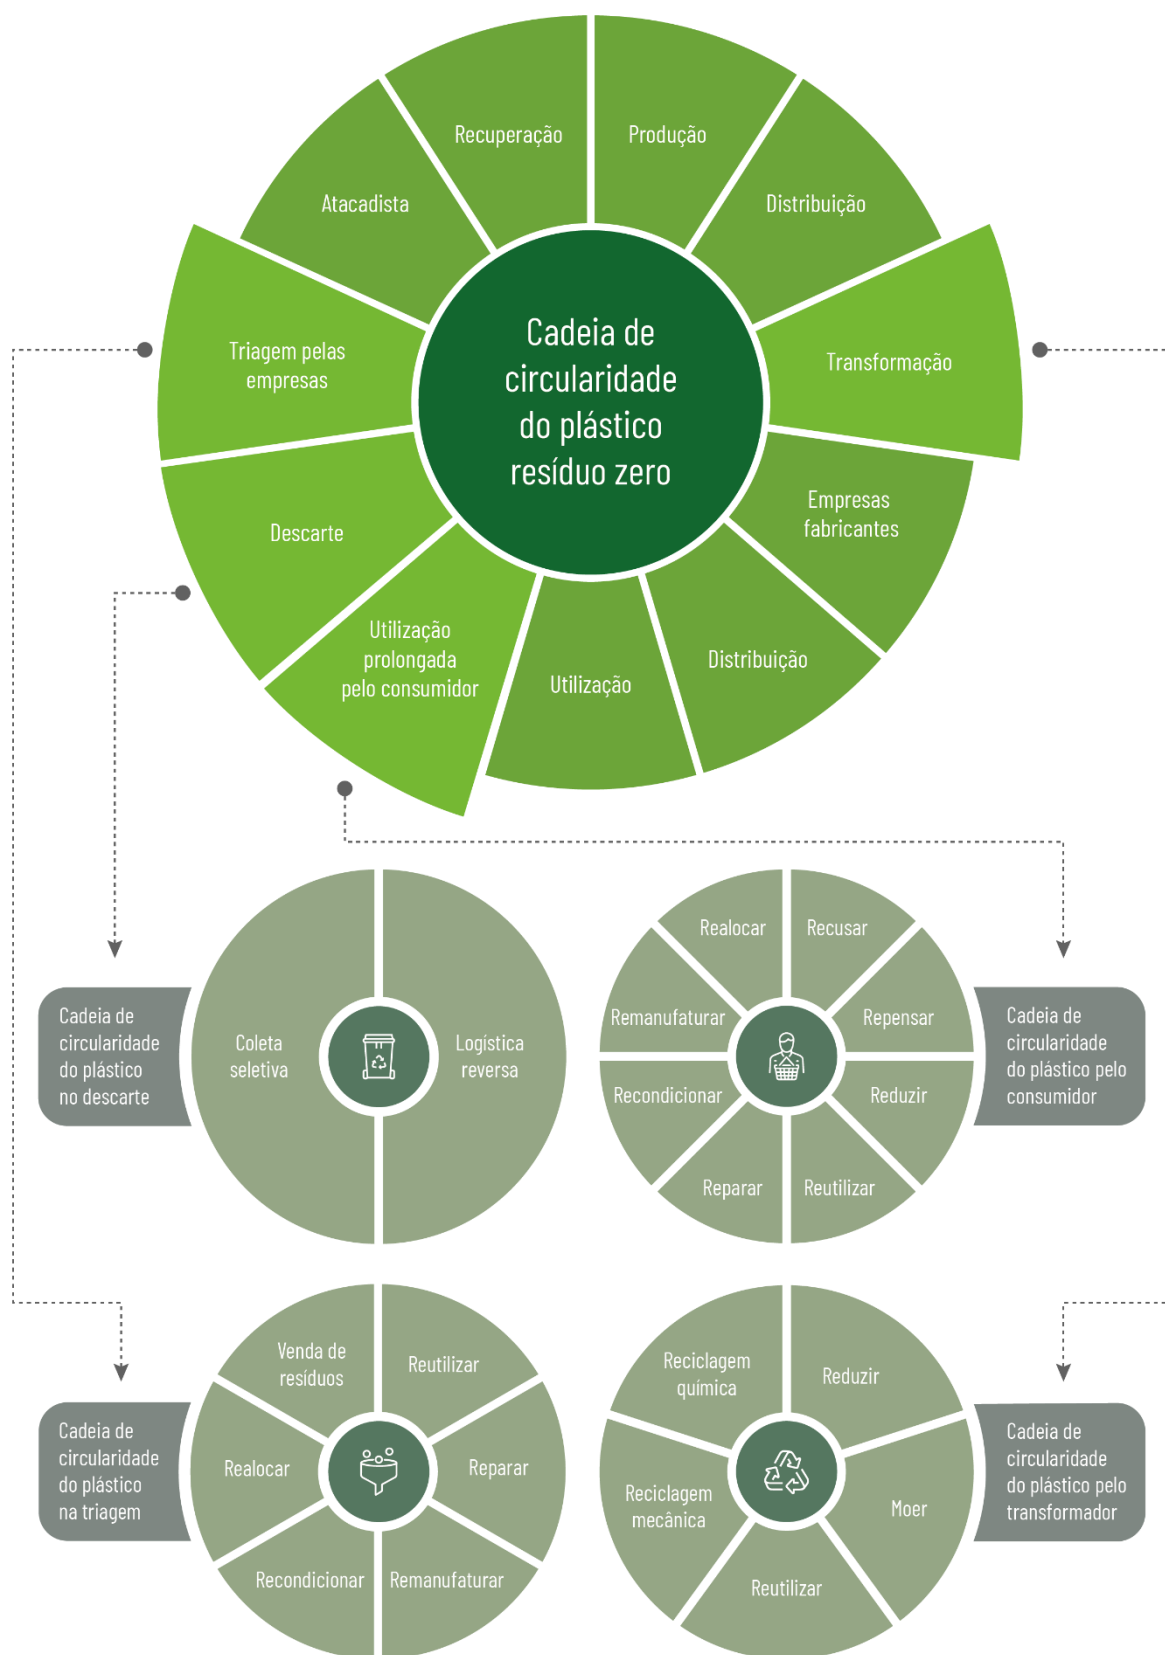 Recuperação
Produção
Atacadista
Distribuição
Cadeia de
circularidade
do plástico
resíduo zero
Triagem pelas
empresas
Transformação
Empresas
fabricantes
Descarte
Utilização
prolongada
pelo consumidor
Utilização
Distribuição
Cadeia de
circularidade
do plástico
no descarte
Coleta
seletiva
Logística
reversa
Realocar
Recusar
Remanufaturar
Repensar
Recondicionar
Reduzir
Reparar
Reutilizar
Cadeia de
circularidade
do plástico pelo
consumidor
Cadeia de
circularidade
do plástico
na triagem
Venda de
resíduos
Reutilizar
Realocar
Reparar
Recondicionar
Remanufaturar
Reciclagem
química
Reduzir
Reciclagem
mecânica
Moer
Reutilizar
Cadeia de
circularidade
do plástico pelo
transformador